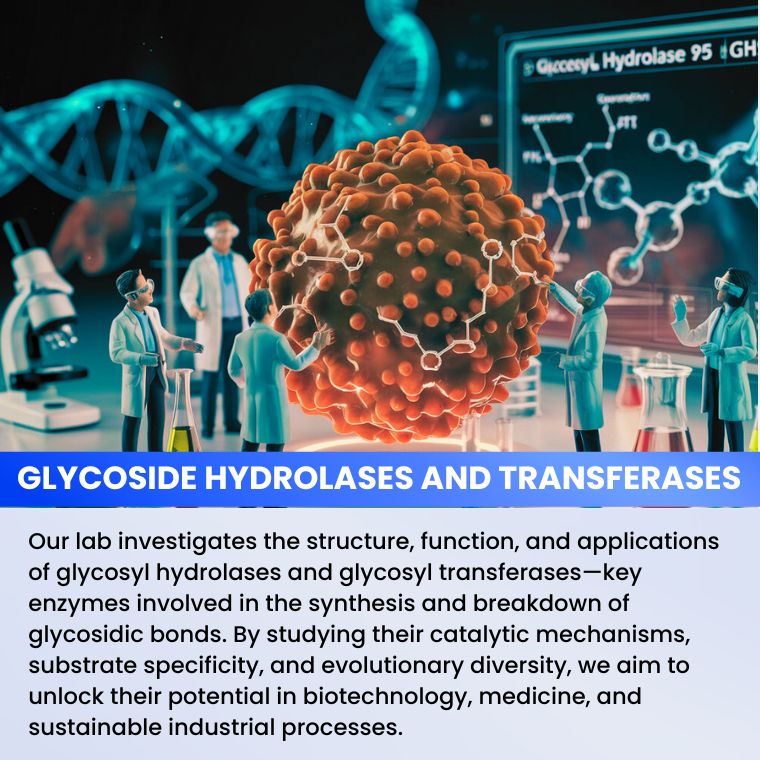 Hydrolase 95 GH
GLYCOSIDE HYDROLASES AND TRANSFERASES
Our lab investigates the structure, function, and applications
of glycosyl hydrolases and glycosyl transferases—key
enzymes involved in the synthesis and breakdown of
glycosidic bonds. By studying their catalytic mechanisms,
substrate specificity, and evolutionary diversity, we aim to
unlock their potential in biotechnology, medicine, and
sustainable industrial processes.